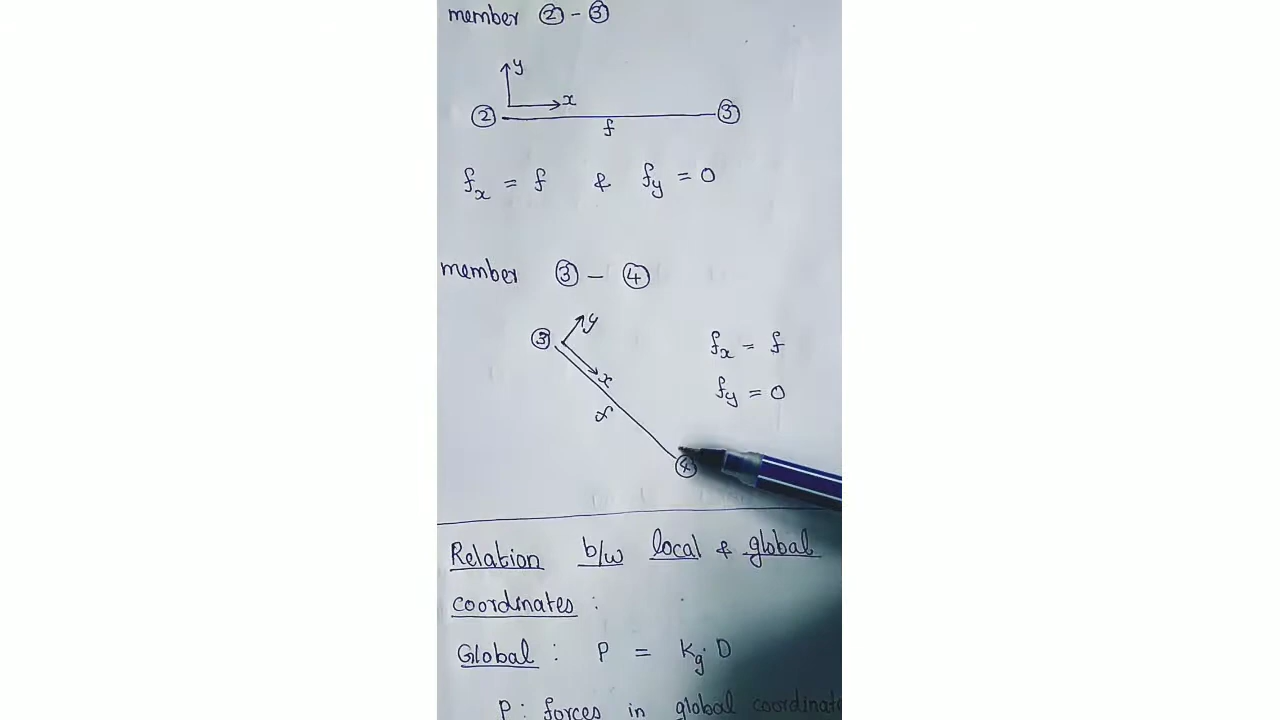 member ② - ③
y
x
② ③
f
fx = f & fy = 0
member ③ - ④
③ y
fx = f
x
fy = 0
f
④
Relation b/w local & global
coordinates :
Global : P = Kg. D
P : forces in global coordinate